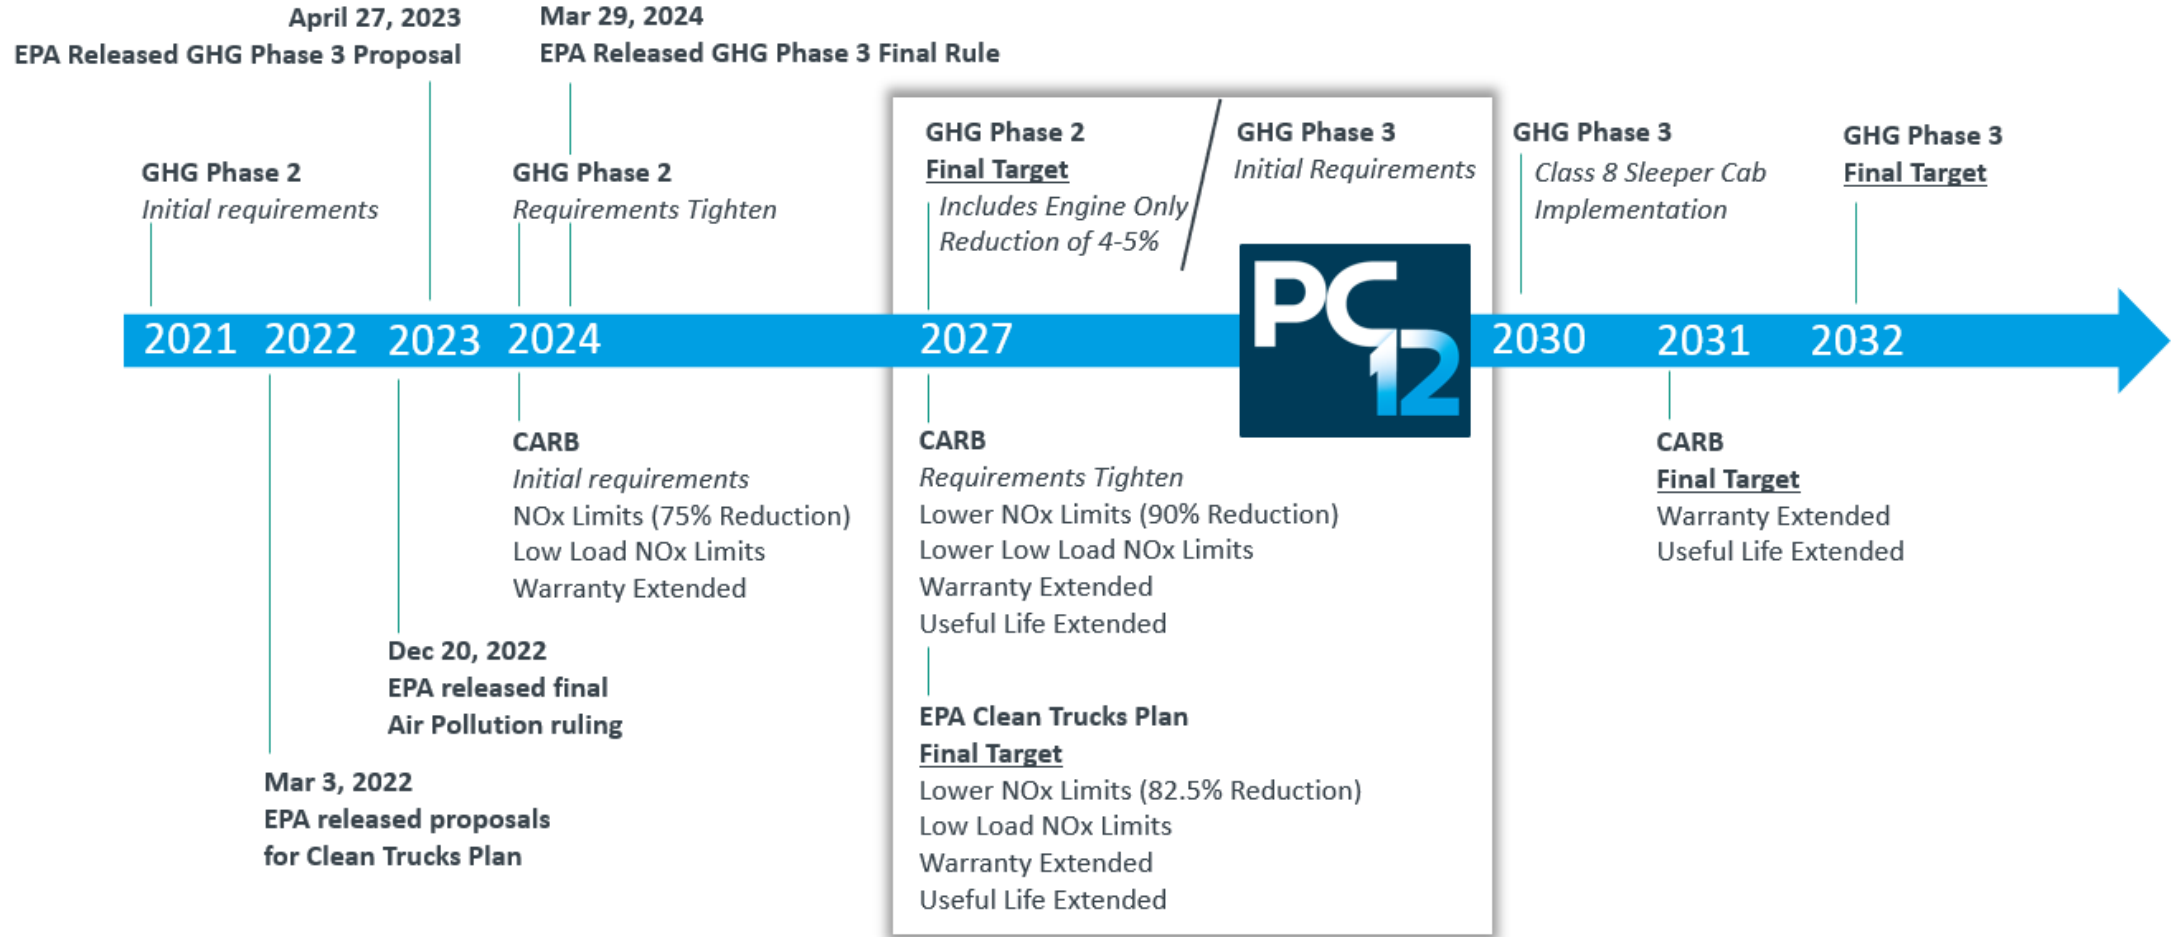 April 27, 2023
EPA Released GHG Phase 3 Proposal
Mar 29, 2024
EPA Released GHG Phase 3 Final Rule
GHG Phase 2
Initial requirements
GHG Phase 2
Requirements Tighten
GHG Phase 2
Final Target
Includes Engine Only
Reduction of 4-5%
GHG Phase 3
Initial Requirements
GHG Phase 3
Class 8 Sleeper Cab
Implementation
GHG Phase 3
Final Target
2021
2022
2023
2024
2027
PC
12
2030
2031
2032
CARB
Initial requirements
NOx Limits (75% Reduction)
Low Load NOx Limits
Warranty Extended
Dec 20, 2022
EPA released final
Air Pollution ruling
Mar 3, 2022
EPA released proposals
for Clean Trucks Plan
CARB
Requirements Tighten
Lower NOx Limits (90% Reduction)
Lower Low Load NOx Limits
Warranty Extended
Useful Life Extended
EPA Clean Trucks Plan
Final Target
Lower NOx Limits (82.5% Reduction)
Low Load NOx Limits
Warranty Extended
Useful Life Extended
CARB
Final Target
Warranty Extended
Useful Life Extended